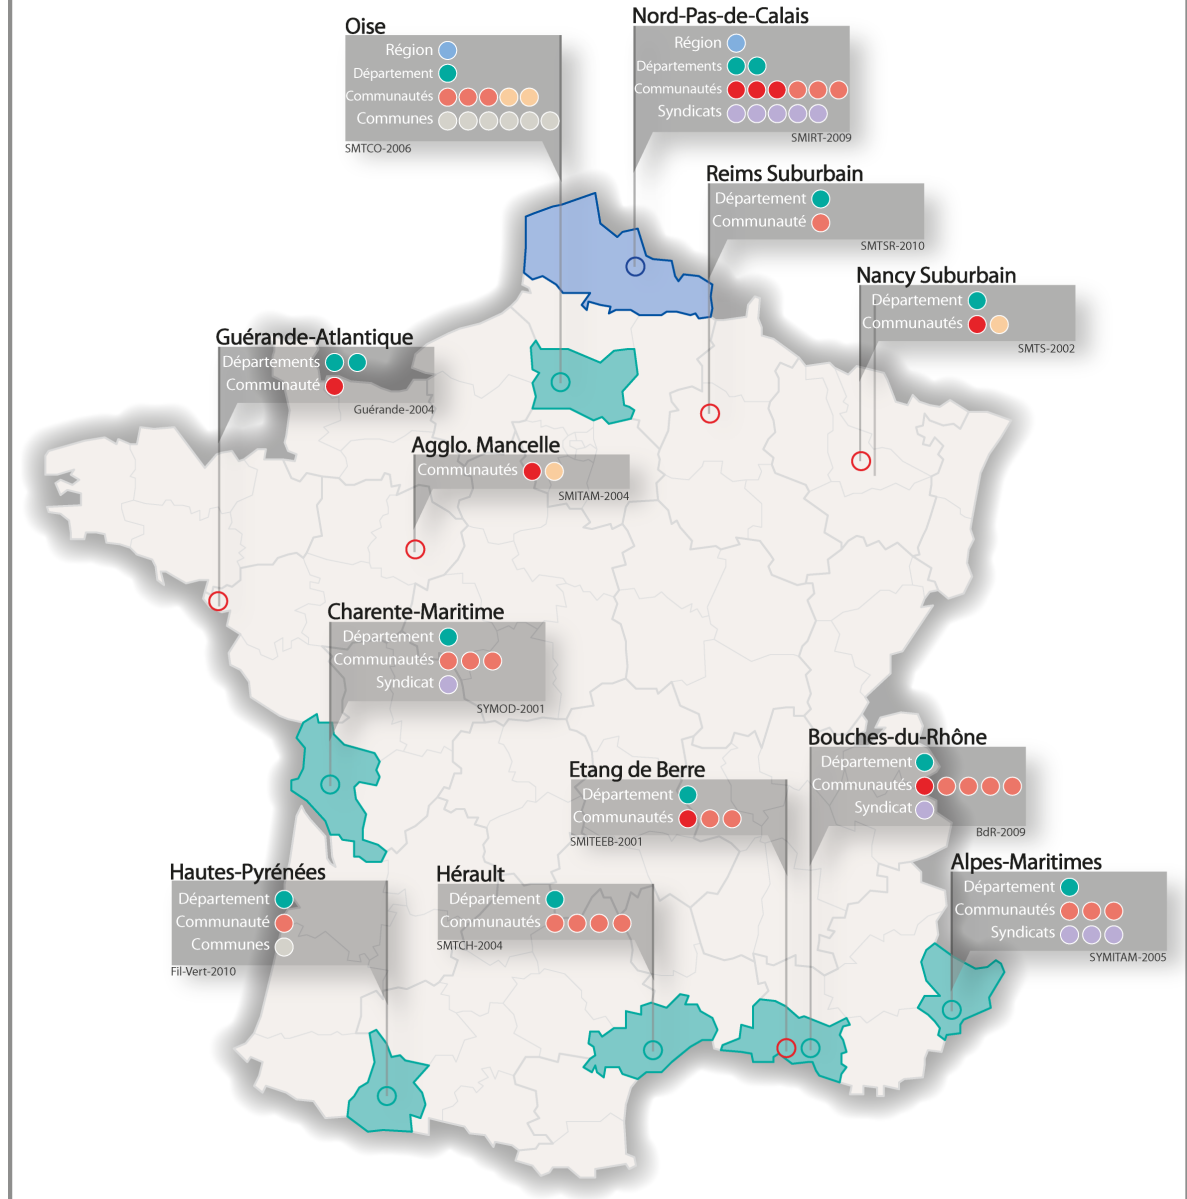 Oise
Région
Département
Communautés
Communes
SMTCO-2006
Nord-Pas-de-Calais
Région
Départements
Communautés
Syndicats
SMIRT-2009
Reims Suburbain
Département
Communauté
SMTSR-2010
Nancy Suburbain
Département
Communautés
SMTS-2002
Guérande-Atlantique
Départements
Communauté
Guérande-2004
Agglo. Mancelle
Communautés
SMITAM-2004
Charente-Maritime
Département
Communautés
Syndicat
SYMOD-2001
Bouches-du-Rhône
Département
Communautés
Syndicat
BdR-2009
Etang de Berre
Département
Communautés
SMITEEB-2001
Alpes-Maritimes
Département
Communautés
Syndicats
SYMITAM-2005
Hautes-Pyrénées
Département
Communauté
Communes
Fil-Vert-2010
Hérault
Département
Communautés
SMTCH-2004